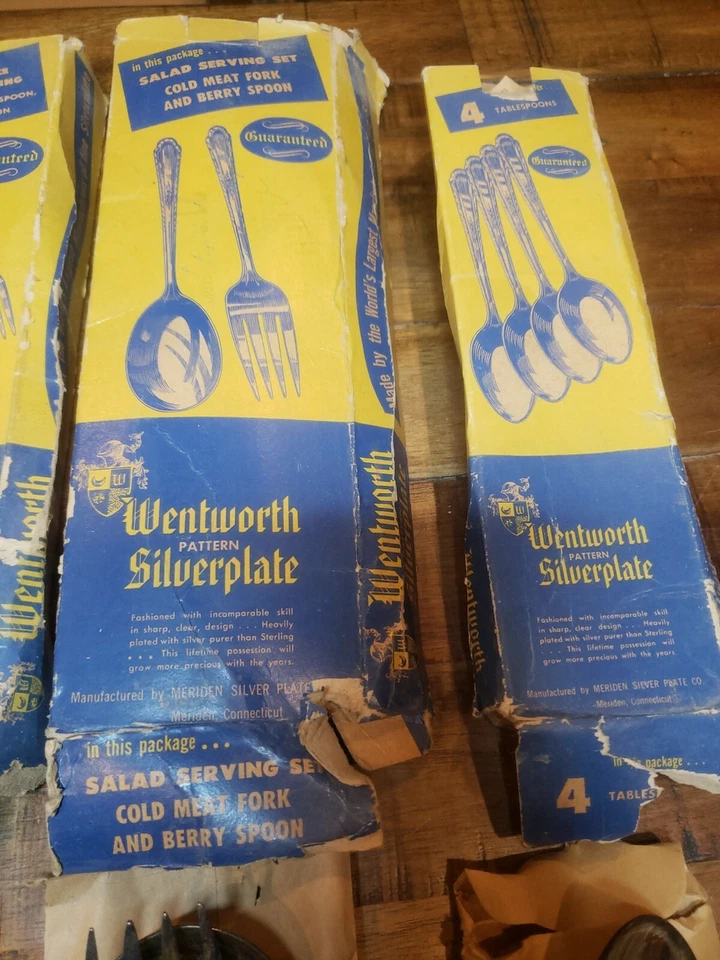 SPOON,
Guaranteed
Wentworth
in this package...
SALAD SERVING SET
COLD MEAT FORK
AND BERRY SPOON
Guaranteed
Made by the World's Largest
Wentworth
W
Wentworth
PATTERN
Silverplate
Fashioned with incomparable skill
in sharp, clear, design ... Heavily
plated with silver purer than Sterling
... This lifetime possession will
grow more precious with the years.
Manufactured by MERIDEN SILVER PLATE
Meriden, Connecticut
in this package...
SALAD SERVING SET
COLD MEAT FORK
AND BERRY SPOON
4 TABLESPOONS
Guaranteed
W
Wentworth
PATTERN
Silverplate
Wentworth
Fashioned with incomparable skill
in sharp, clear, design ... Heavily
plated with silver purer than Sterling
... This lifetime possession will
grow more precious with the years.
Manufactured by MERIDEN SILVER PLATE CO.
Meriden, Connecticut
in package...
4 TABLES